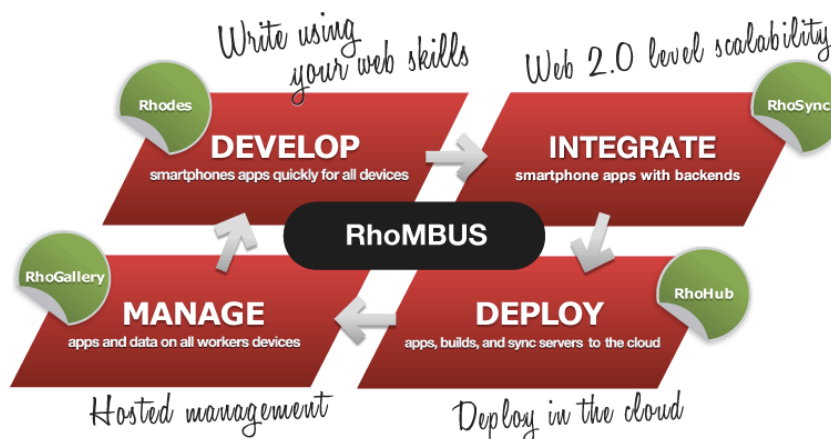 Write using
your web skills
Web 2.0 level scalability
Rhodes
RhoSync
DEVELOP
smartphones apps quickly for all devices
INTEGRATE
smartphone apps with backends
RhoMBUS
RhoGallery
RhoHub
MANAGE
apps and data on all workers devices
DEPLOY
apps, builds, and sync servers to the cloud
Hosted management
Deploy in the cloud